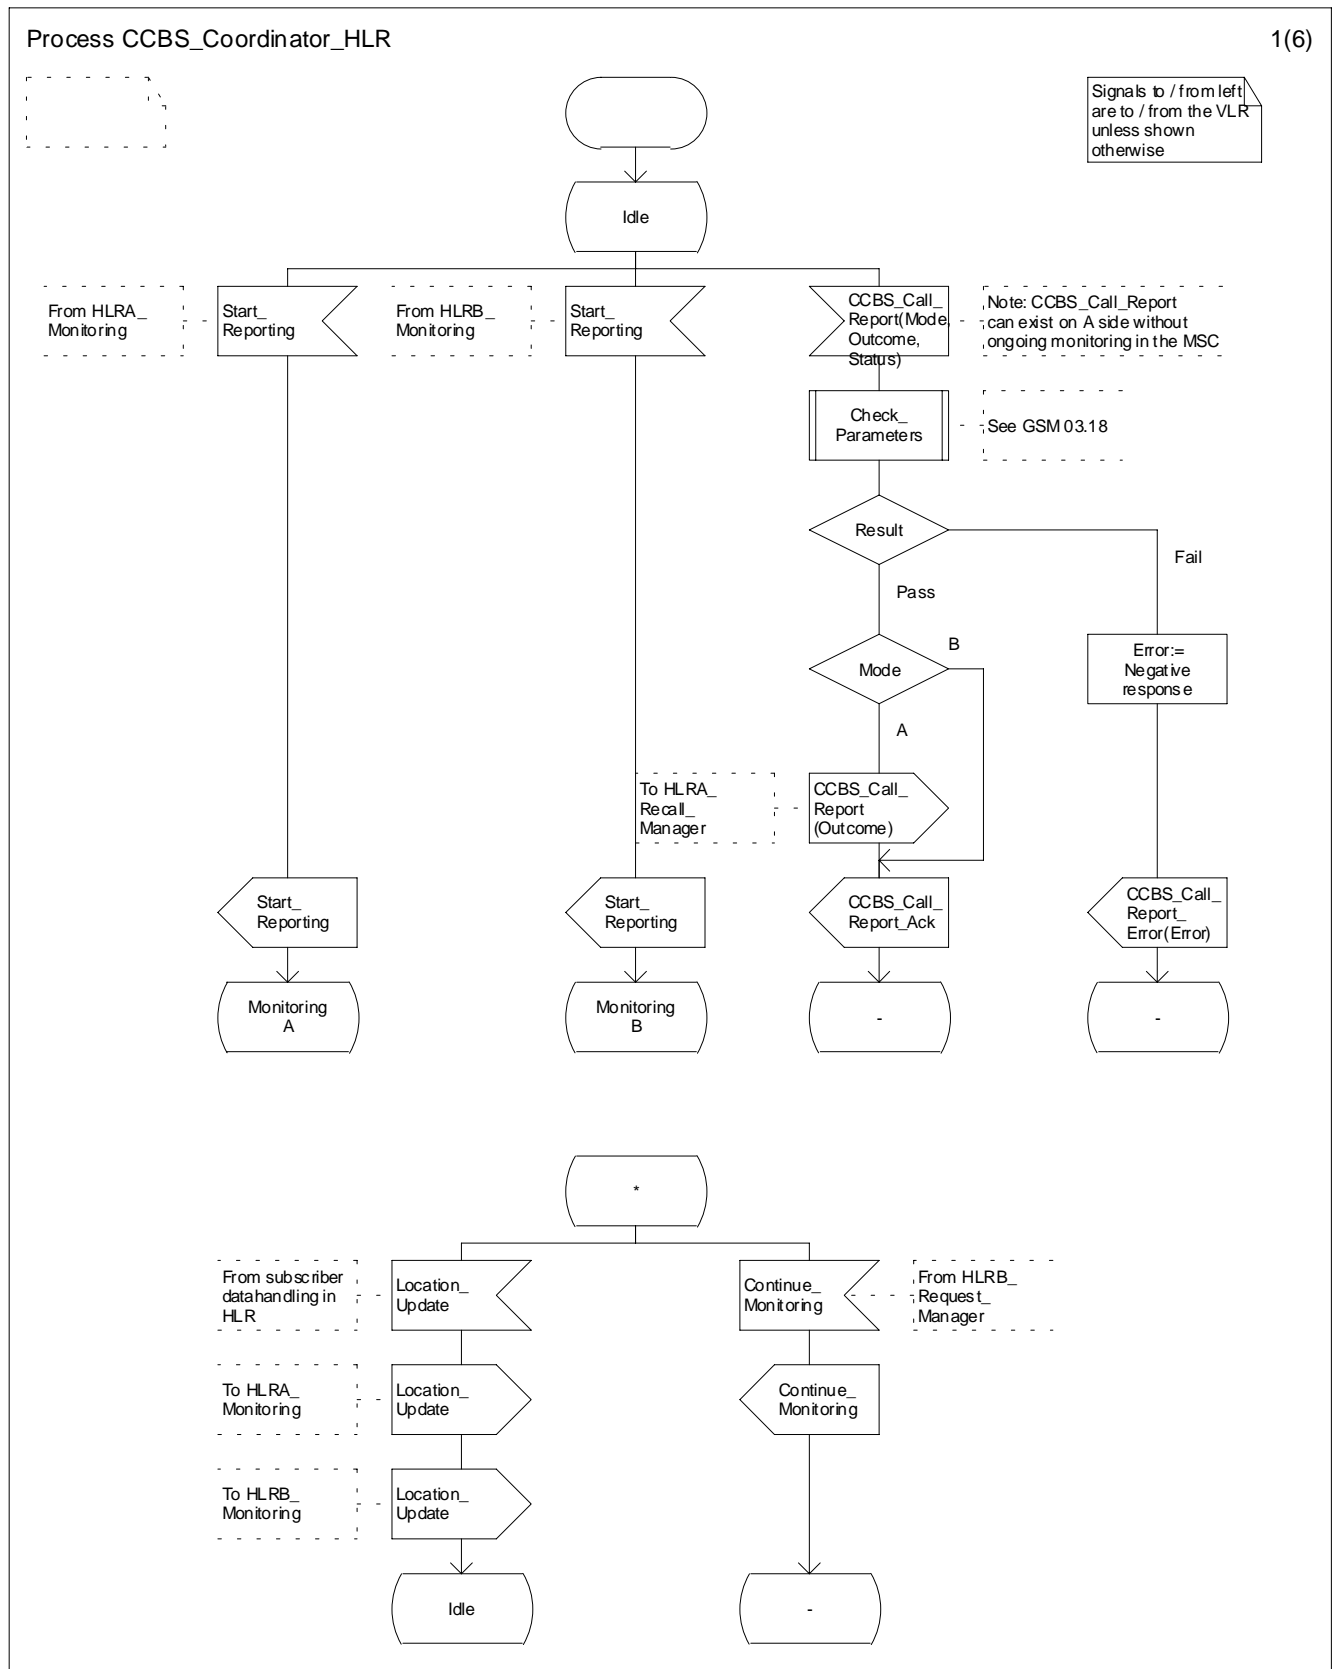 Process CCBS_Coordinator_HLR
1(6)
Signals to / from left
are to / from the VLR
unless shown
otherwise
Idle
From HLRA_
Monitoring
Start_
Reporting
From HLRB_
Monitoring
Start_
Reporting
CCBS_Call_
Report(Mode,
Outcome,
Status)
Note: CCBS_Call_Report
can exist on A side without
ongoing monitoring in the MSC
Check_
Parameters
See GSM 03.18
Result
Fail
Pass
B
Mode
Error:=
Negative
response
A
To HLRA_
Recall_
Manager
CCBS_Call_
Report
(Outcome)
Start_
Reporting
Start_
Reporting
CCBS_Call_
Report_Ack
CCBS_Call_
Report_
Error(Error)
Monitoring
A
Monitoring
B
-
-
*
From subscriber
datahandling in
HLR
Location_
Update
Continue_
Monitoring
From HLRB_
Request_
Manager
To HLRA_
Monitoring
Location_
Update
Continue_
Monitoring
To HLRB_
Monitoring
Location_
Update
Idle
-